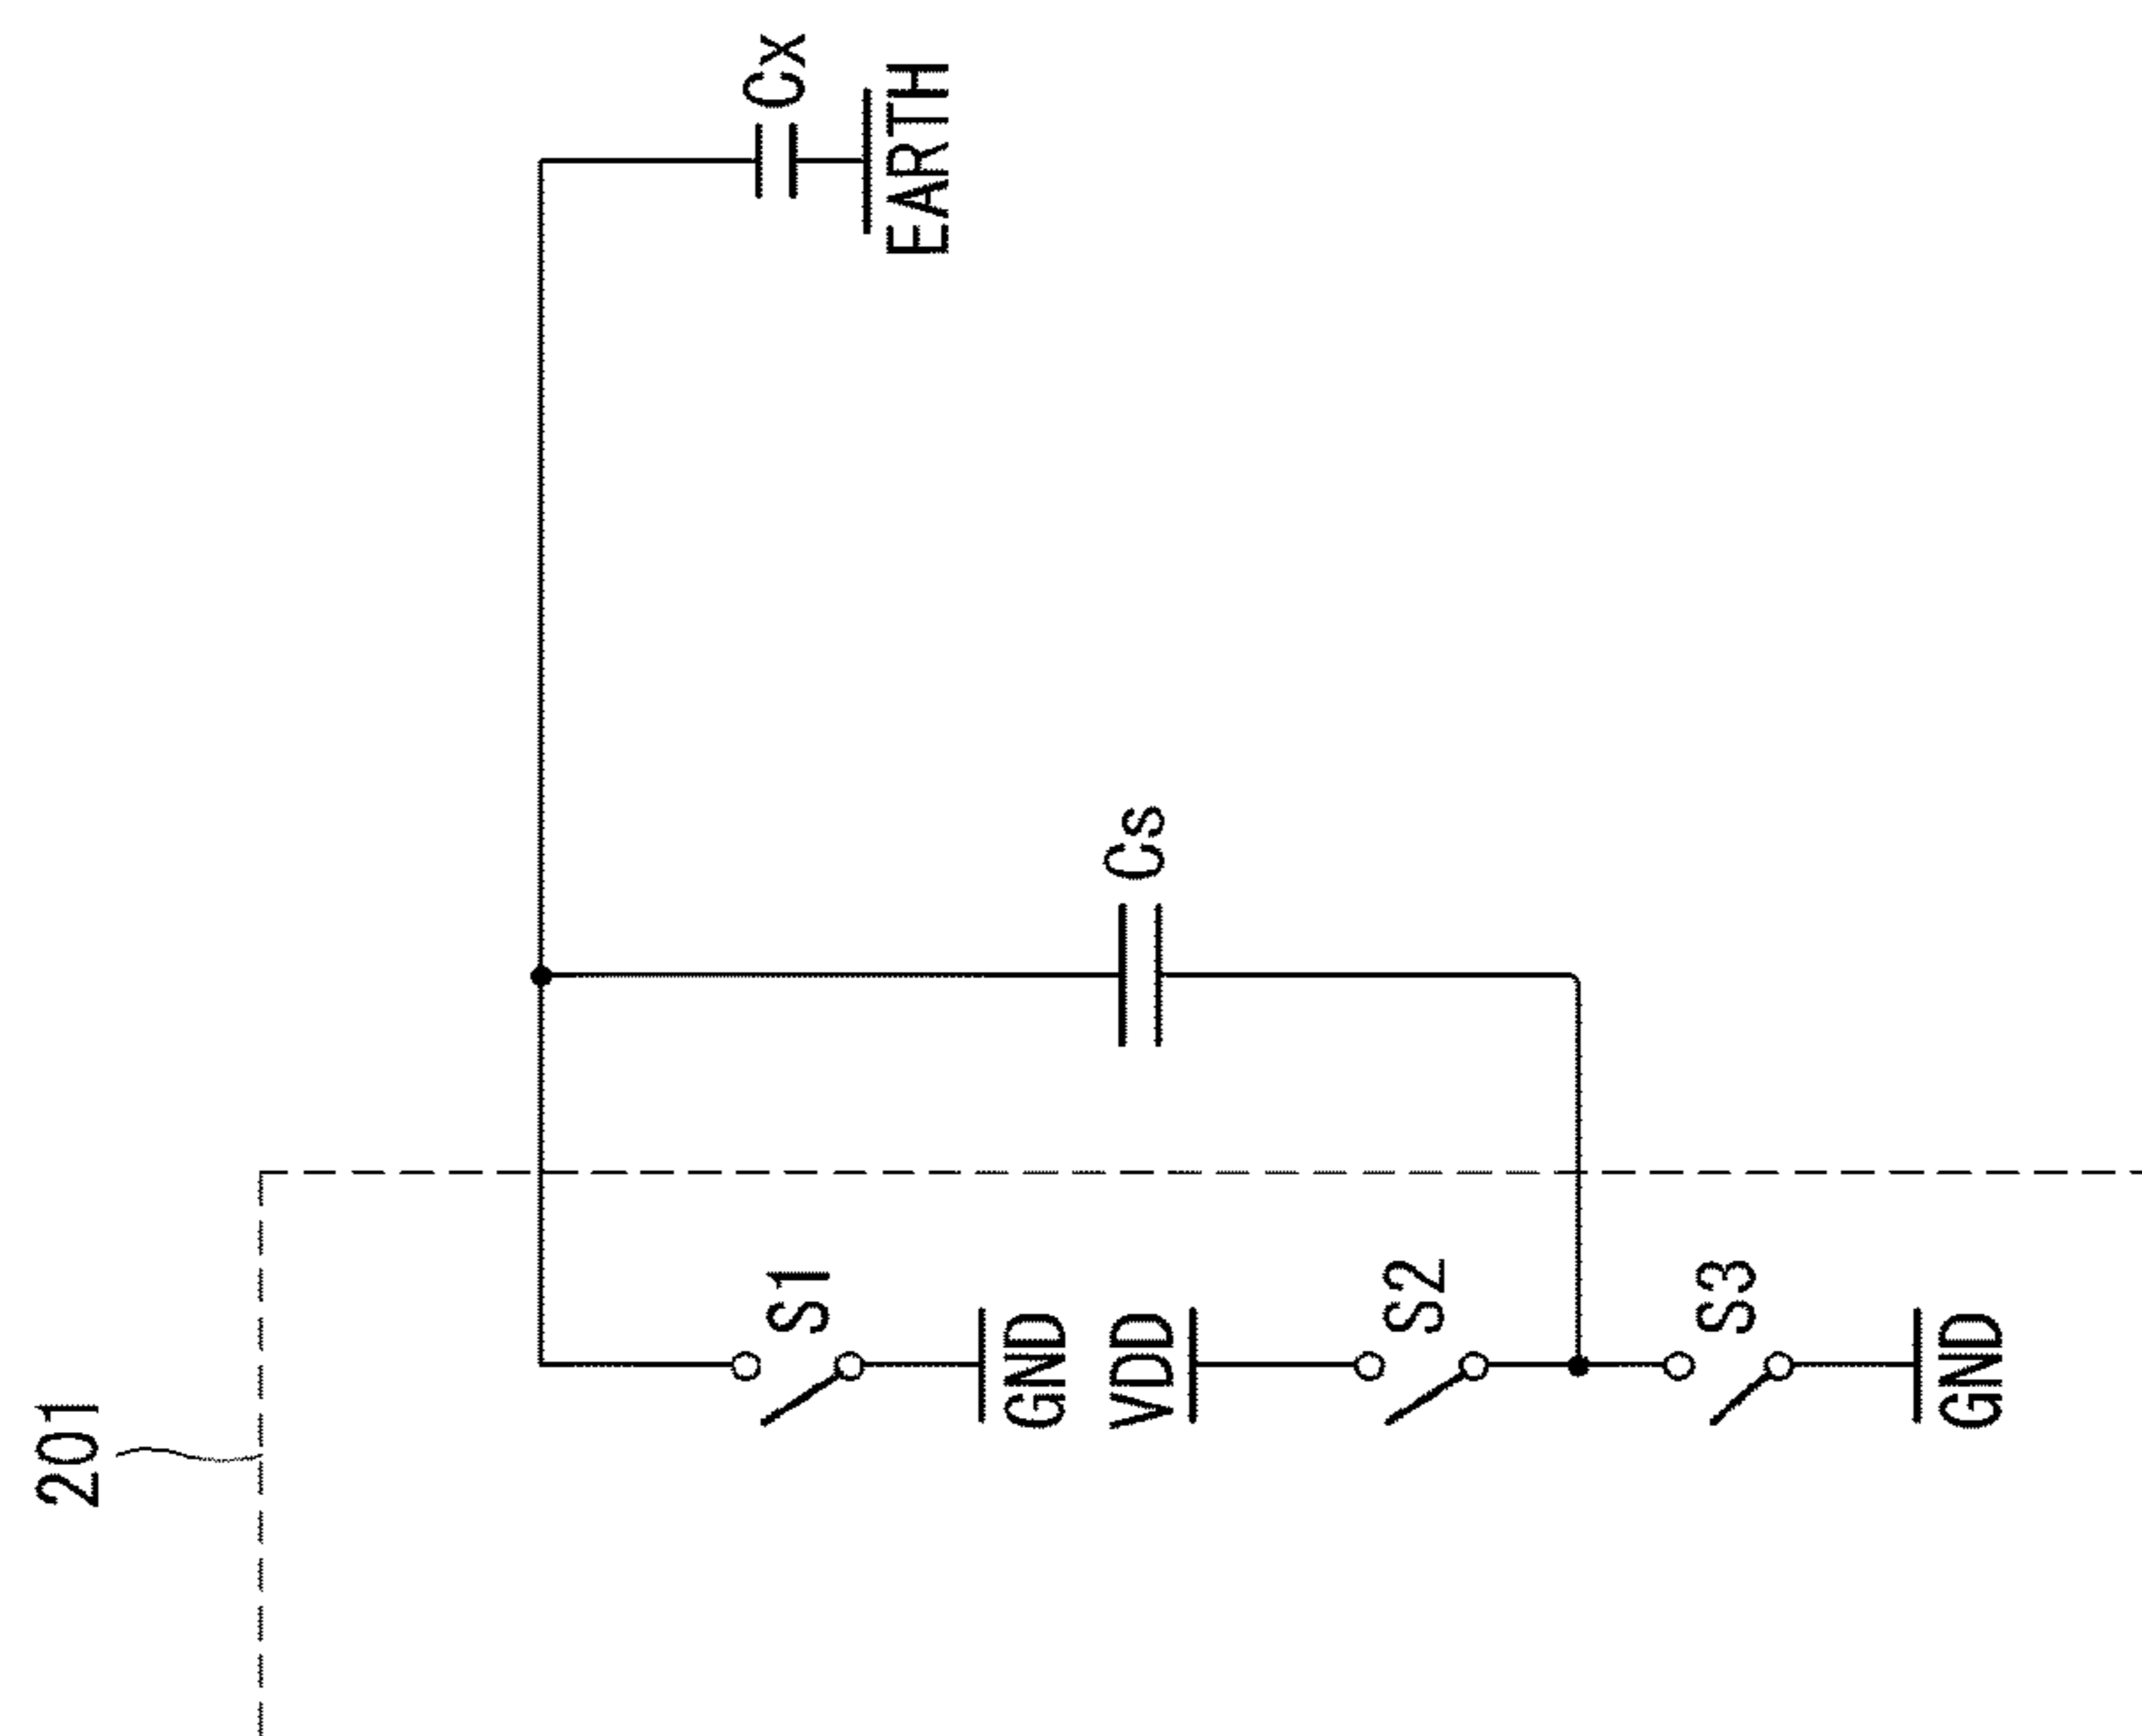 201
S1
GND
VDD
S2
S3
GND
Cs
Cx
EARTH